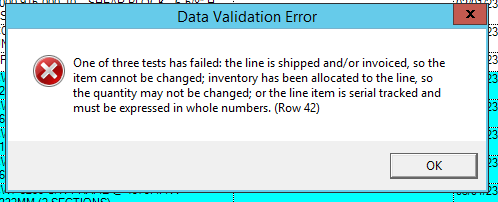 Data Validation Error
x
One of three tests has failed: the line is shipped and/or invoiced, so the
item cannot be changed; inventory has been allocated to the line, so
the quantity may not be changed; or the line item is serial tracked and
must be expressed in whole numbers. (Row 42)
OK
(2 SECTIONS)